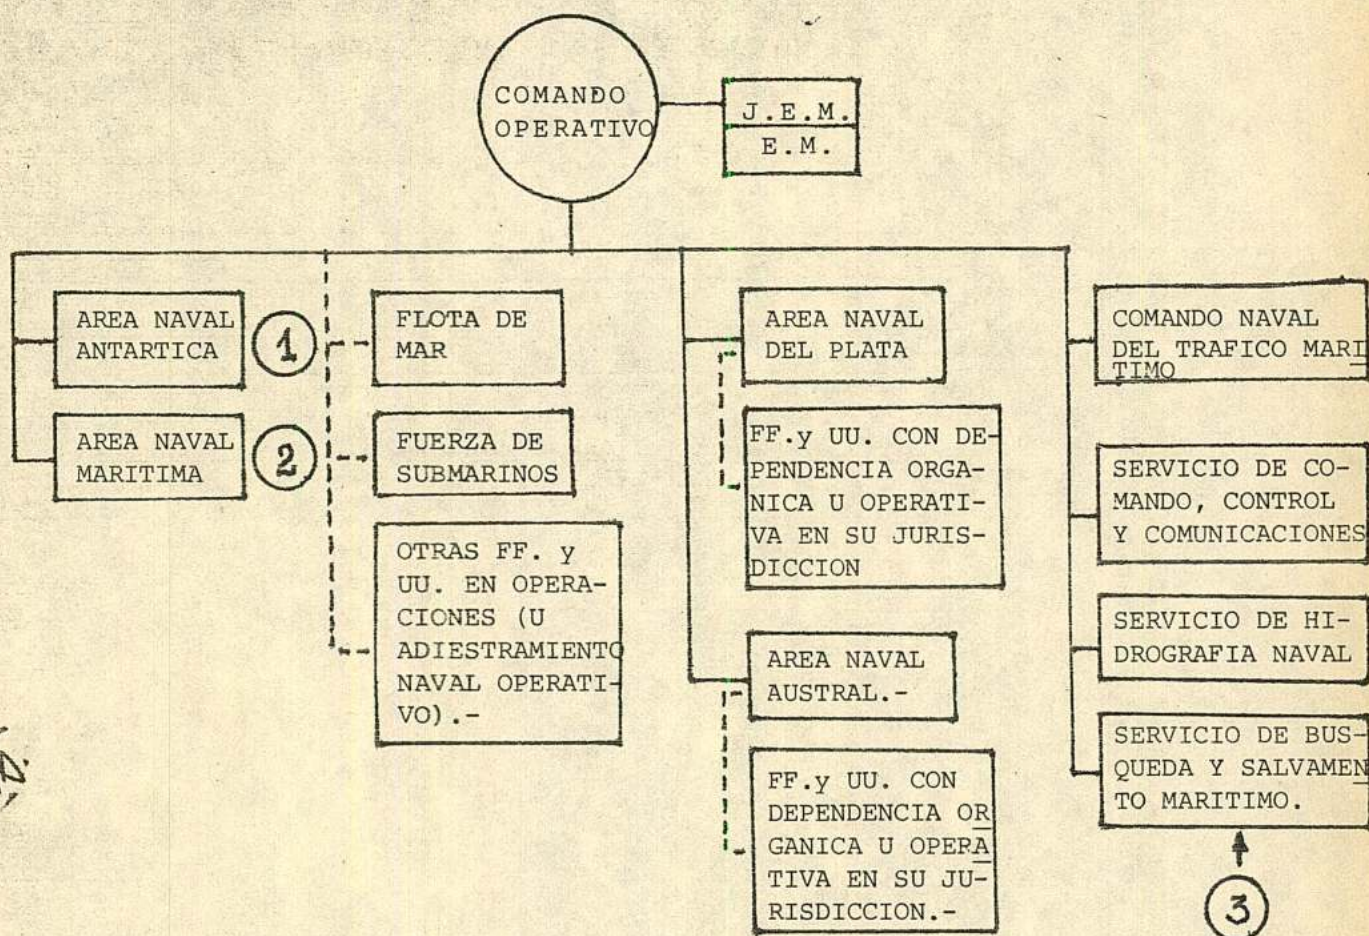 COMANDO
OPERATIVO
J.E.M.
E.M.
AREA NAVAL
ANTARTICA
1
AREA NAVAL
MARITIMA
2
FLOTA DE
MAR
FUERZA DE
SUBMARINOS
OTRAS FF. y
UU. EN OPERA-
CIONES (U
ADIESTRAMIENTO
NAVAL OPERATI-
VO).-
AREA NAVAL
DEL PLATA
FF.y UU. CON DE-
PENDENCIA ORGA-
NICA U OPERATI-
VA EN SU JURIS-
DICCION
AREA NAVAL
AUSTRAL.-
FF.y UU. CON
DEPENDENCIA OR
GANICA U OPERA
TIVA EN SU JU-
RISDICCION.-
COMANDO NAVAL
DEL TRAFICO MARI
TIMO
SERVICIO DE CO-
MANDO, CONTROL
Y COMUNICACIONES
SERVICIO DE HI-
DROGRAFIA NAVAL
SERVICIO DE BUS-
QUEDA Y SALVAMEN
TO MARITIMO.
3